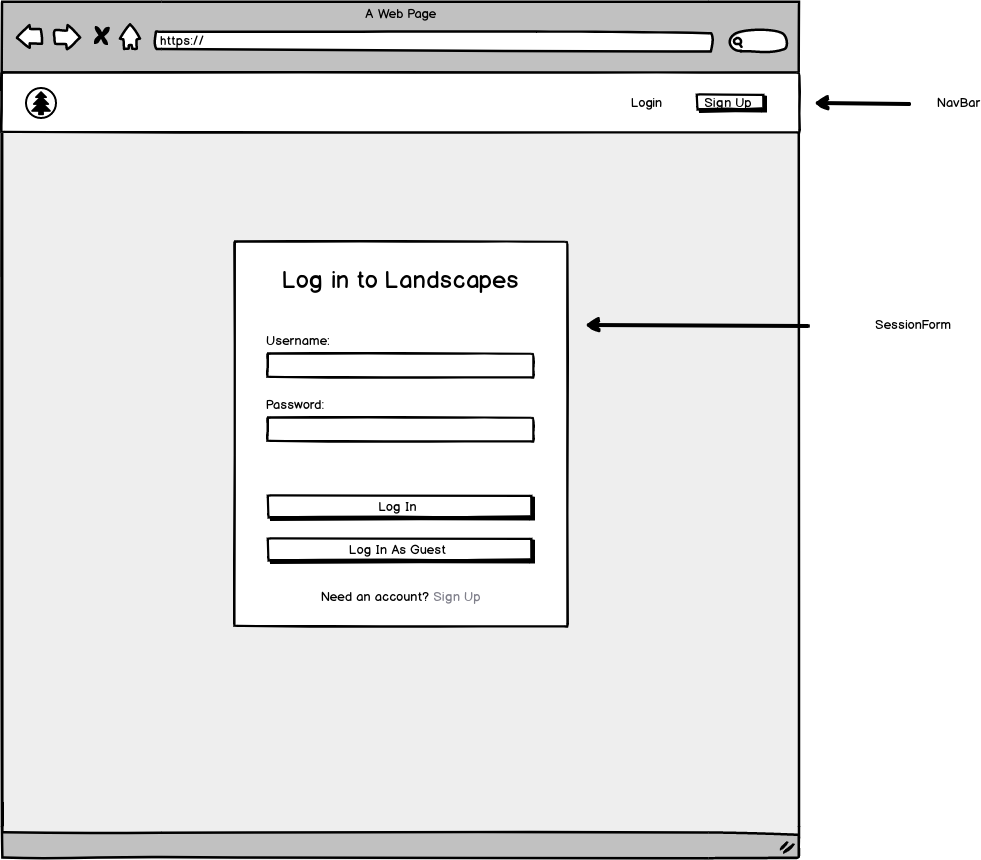 A Web Page
https://
Login
Sign Up
NavBar
Log in to Landscapes
SessionForm
Username:
Password:
Log In
Log In As Guest
Need an account? Sign Up